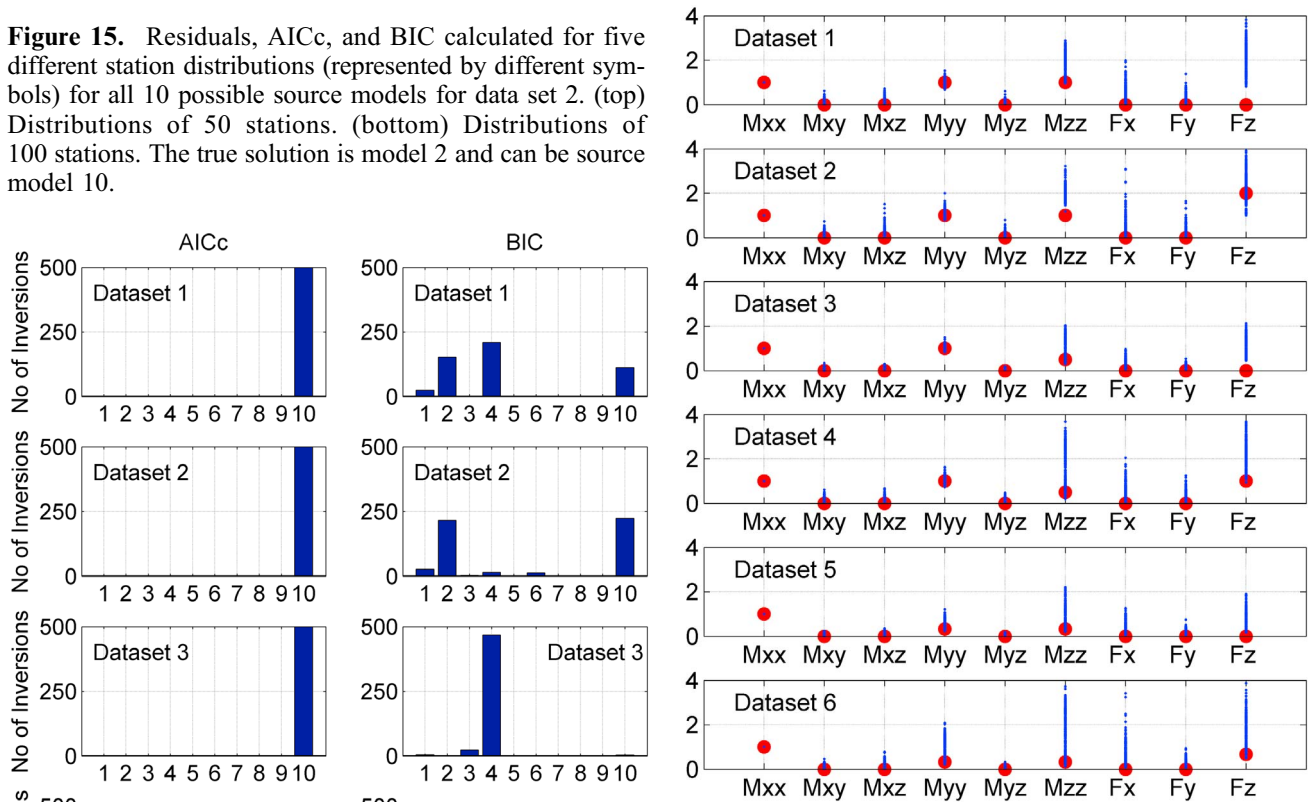 Figure 15. Residuals, AICc, and BIC calculated for five
different station distributions (represented by different sym-
bols) for all 10 possible source models for data set 2. (top)
Distributions of 50 stations. (bottom) Distributions of
100 stations. The true solution is model 2 and can be source
model 10.
AICc
BIC
No of Inversions
500
250
0
Dataset 1
1 2 3 4 5 6 7 8 9 10
500
250
0
Dataset 1
1 2 3 4 5 6 7 8 9 10
No of Inversions
500
250
0
Dataset 2
1 2 3 4 5 6 7 8 9 10
500
250
0
Dataset 2
1 2 3 4 5 6 7 8 9 10
No of Inversions
500
250
0
Dataset 3
1 2 3 4 5 6 7 8 9 10
500
250
0
Dataset 3
1 2 3 4 5 6 7 8 9 10
s
500
500
4
2
0
Dataset 1
Mxx Mxy Mxz Myy Myz Mzz Fx Fy Fz
4
2
0
Dataset 2
Mxx Mxy Mxz Myy Myz Mzz Fx Fy Fz
4
2
0
Dataset 3
Mxx Mxy Mxz Myy Myz Mzz Fx Fy Fz
4
2
0
Dataset 4
Mxx Mxy Mxz Myy Myz Mzz Fx Fy Fz
4
2
0
Dataset 5
Mxx Mxy Mxz Myy Myz Mzz Fx Fy Fz
4
2
0
Dataset 6
Mxx Mxy Mxz Myy Myz Mzz Fx Fy Fz